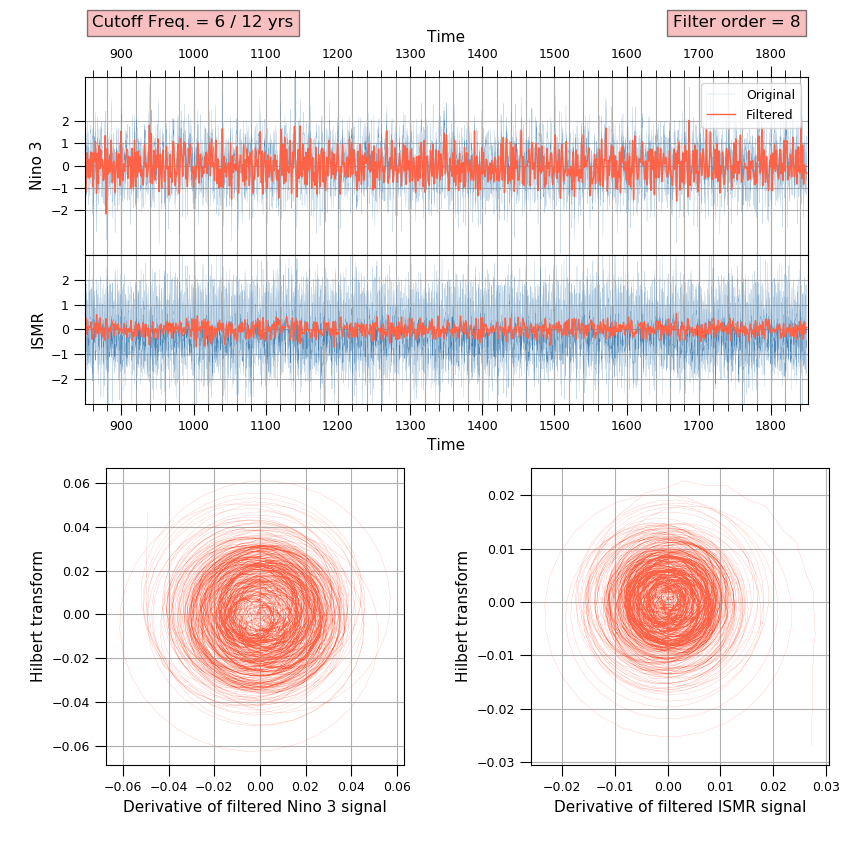 Cutoff Freq. = 6 / 12 yrs
Filter order = 8
Time
900 1000 1100 1200 1300 1400 1500 1600 1700 1800
Original
Filtered
Nino 3
2
1
0
−1
−2
ISMR
2
1
0
−1
−2
900 1000 1100 1200 1300 1400 1500 1600 1700 1800
Time
Hilbert transform
0.06
0.04
0.02
0.00
−0.02
−0.04
−0.06
−0.06 −0.04 −0.02 0.00 0.02 0.04 0.06
Derivative of filtered Nino 3 signal
Hilbert transform
0.02
0.01
0.00
−0.01
−0.02
−0.03
−0.02 −0.01 0.00 0.01 0.02 0.03
Derivative of filtered ISMR signal